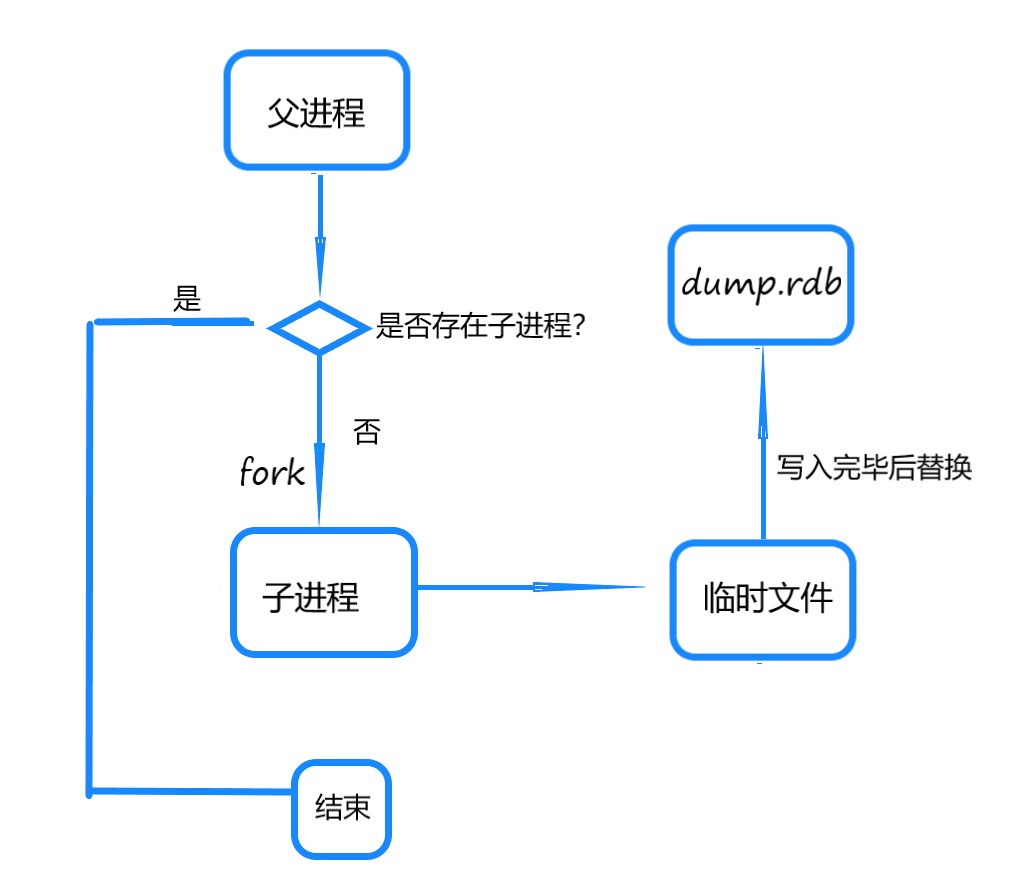 父进程
是
是否存在子进程?
否
fork
子进程
临时文件
写入完毕后替换
dump.rdb
结束